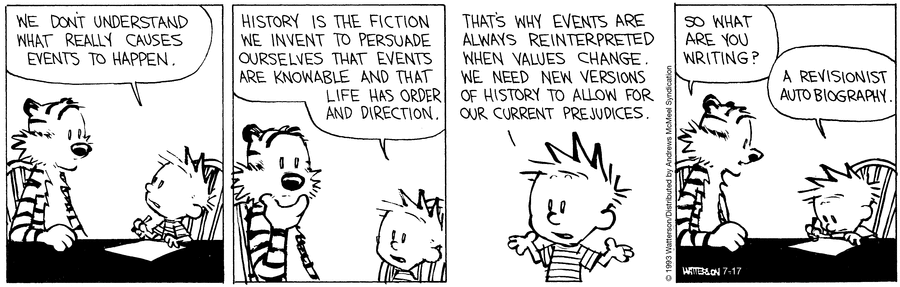 WE DON'T UNDERSTAND
WHAT REALLY CAUSES
EVENTS TO HAPPEN.
HISTORY IS THE FICTION
WE INVENT TO PERSUADE
OURSELVES THAT EVENTS
ARE KNOWABLE AND THAT
LIFE HAS ORDER
AND DIRECTION.
THAT'S WHY EVENTS ARE
ALWAYS REINTERPRETED
WHEN VALUES CHANGE.
WE NEED NEW VERSIONS
OF HISTORY TO ALLOW FOR
OUR CURRENT PREJUDICES.
© 1993 Watterson/Distributed by Andrews McMeel Syndication
SO WHAT
ARE YOU
WRITING?
A REVISIONIST
AUTOBIOGRAPHY.
WATTERSON 7-17